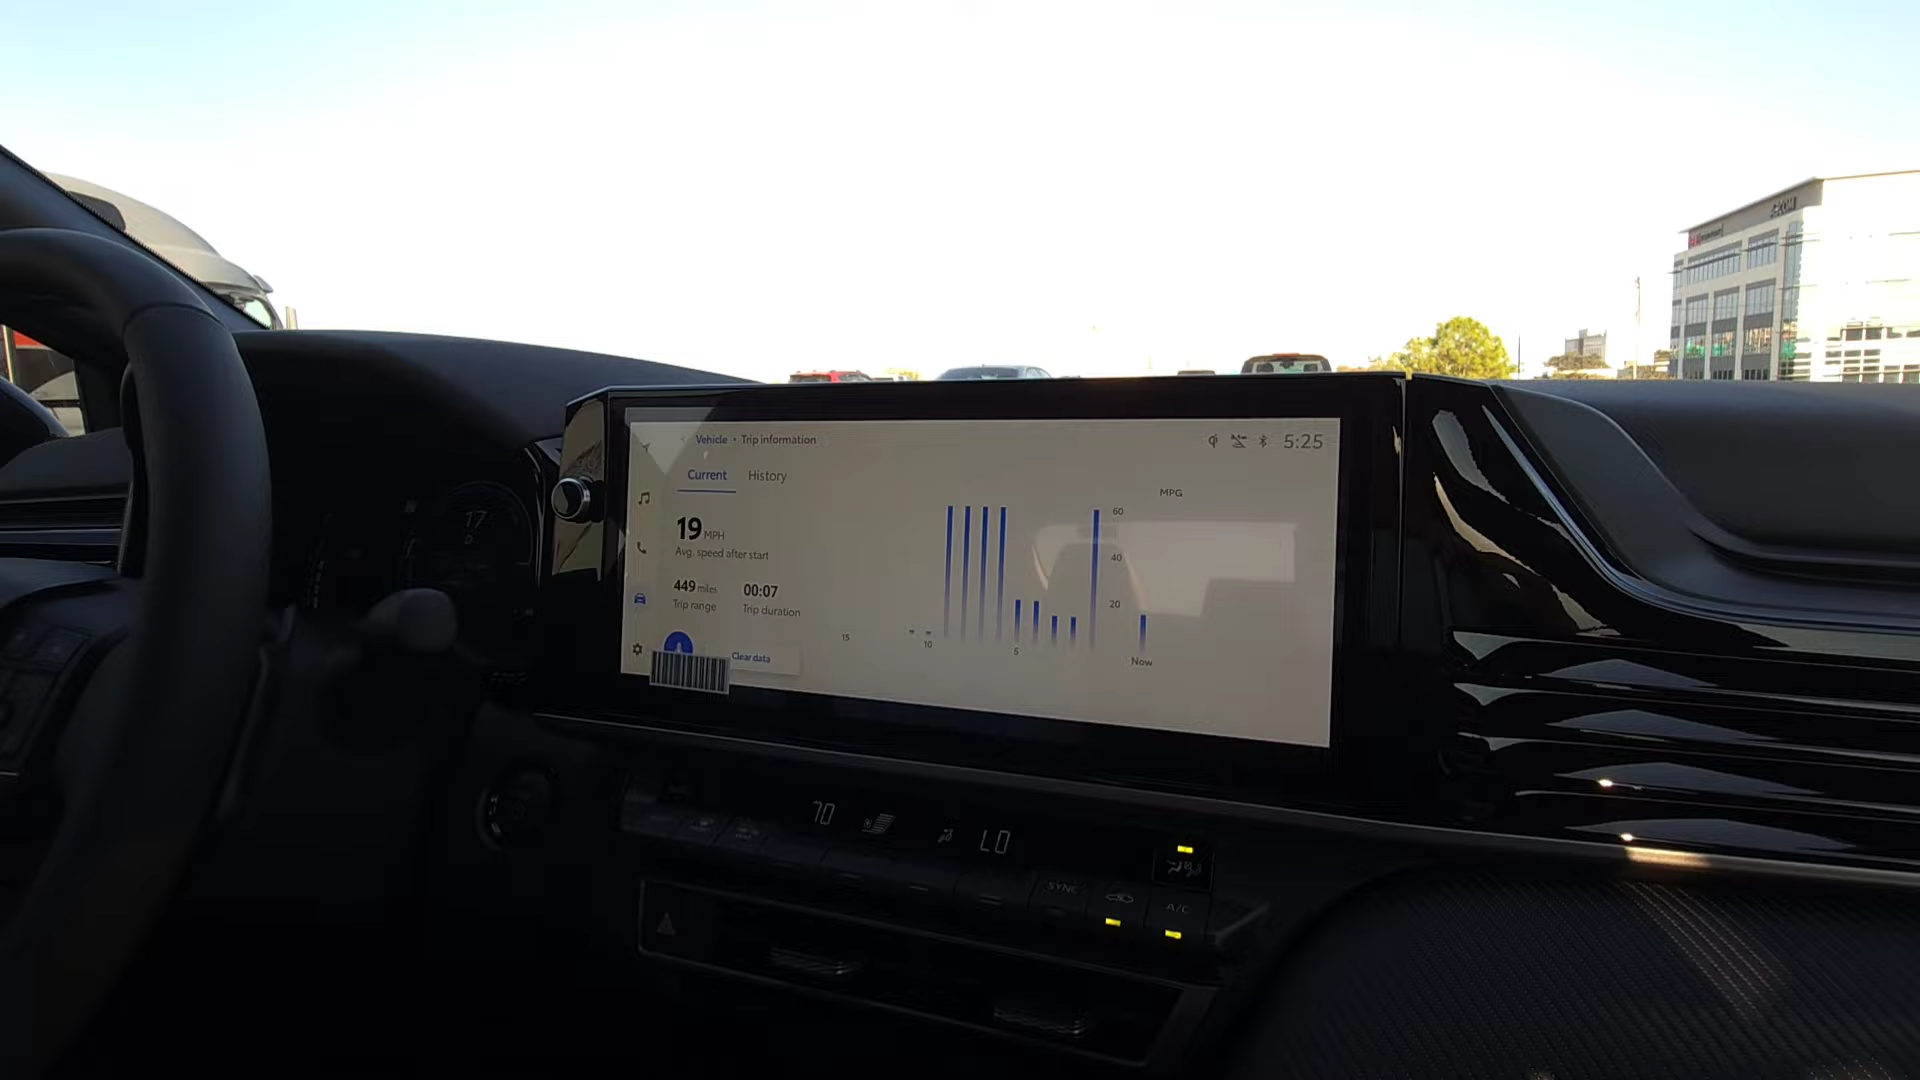 Vehicle • Trip information
5:25
Current History
MPG
19 MPH
Avg. speed after start
449 miles
Trip range
00:07
Trip duration
Clear data
60
40
20
15
10
5
Now
17
D
70
LO
SYNC
A/C